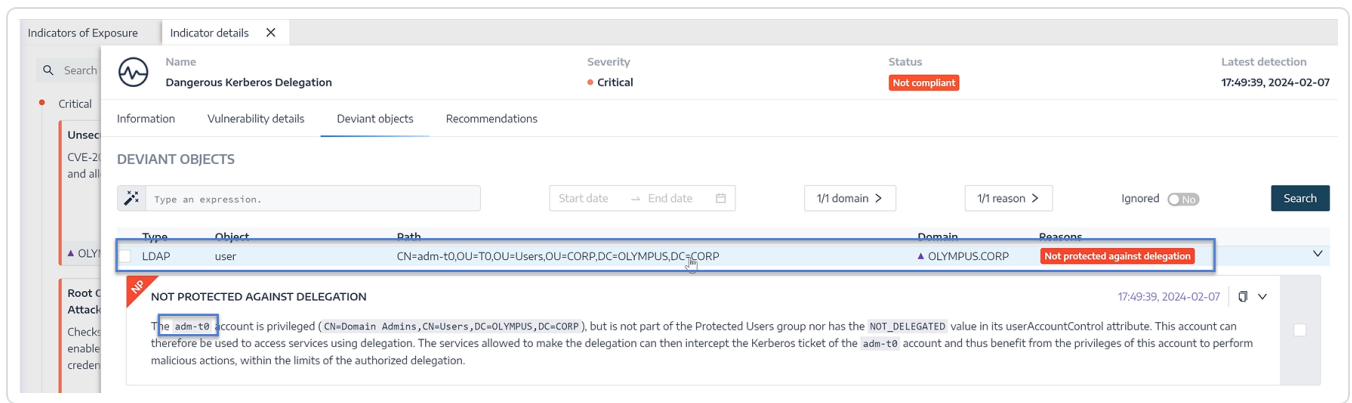 Indicators of Exposure
Indicator details
Search
Critical
Name
Dangerous Kerberos Delegation
Severity
Critical
Status
Not compliant
Latest detection
17:49:39, 2024-02-07
Information
Vulnerability details
Deviant objects
Recommendations
DEVIANT OBJECTS
Type an expression.
Start date
End date
1/1 domain
1/1 reason
Ignored
No
Search
Type
Object
Path
Domain
Reasons
LDAP
user
CN=adm-t0,OU=T0,OU=Users,OU=CORP,DC=OLYMPUS,DC=CORP
OLYMPUS.CORP
Not protected against delegation
NP
NOT PROTECTED AGAINST DELEGATION
17:49:39, 2024-02-07
The adm-t0 account is privileged (CN=Domain Admins,CN=Users,DC=OLYMPUS,DC=CORP), but is not part of the Protected Users group nor has the NOT_DELEGATED value in its userAccountControl attribute. This account can
therefore be used to access services using delegation. The services allowed to make the delegation can then intercept the Kerberos ticket of the adm-t0 account and thus benefit from the privileges of this account to perform
malicious actions, within the limits of the authorized delegation.
Unsec
CVE-20
and all
OLY
Root C
Attack
Checks
enable
creden